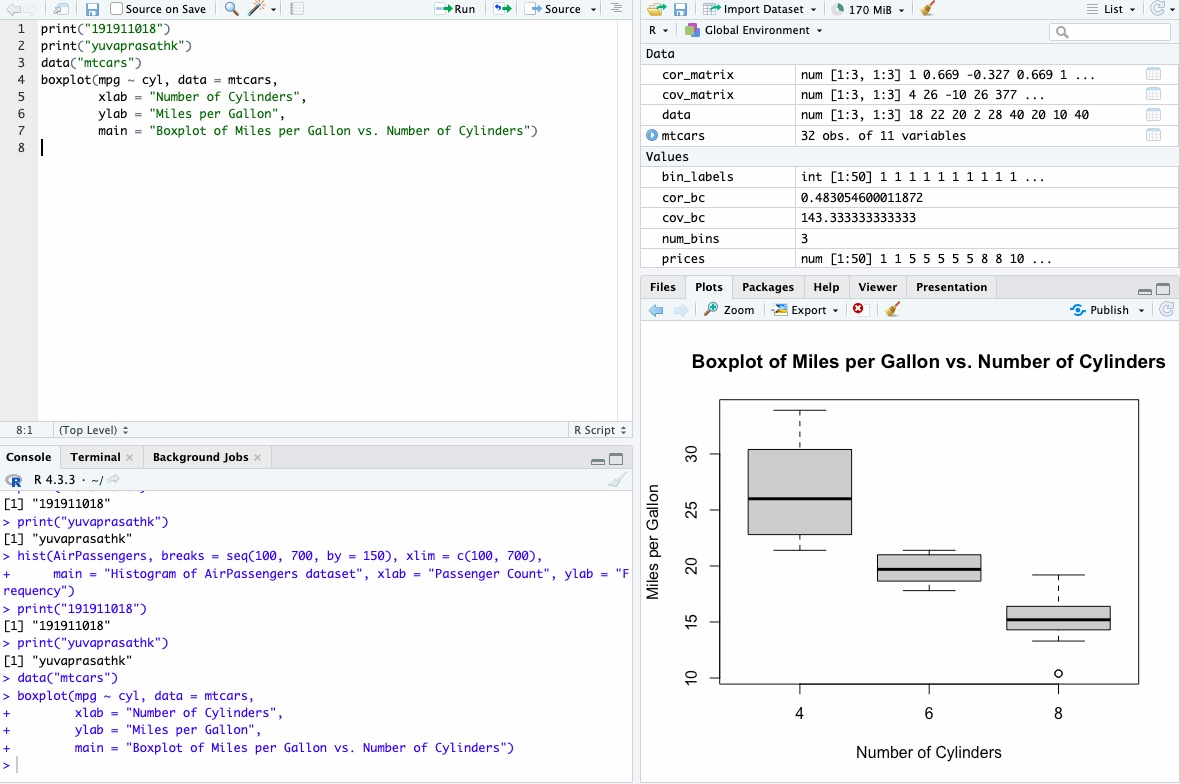 Source on Save Run Source
1 print("191911018")
2 print("yuvaprasathk")
3 data("mtcars")
4 boxplot(mpg ~ cyl, data = mtcars,
5 xlab = "Number of Cylinders",
6 ylab = "Miles per Gallon",
7 main = "Boxplot of Miles per Gallon vs. Number of Cylinders")
8
8:1 (Top Level) R Script
Console Terminal Background Jobs
R 4.3.3 · ~/
[1] "191911018"
> print("yuvaprasathk")
[1] "yuvaprasathk"
> hist(AirPassengers, breaks = seq(100, 700, by = 150), xlim = c(100, 700),
+ main = "Histogram of AirPassengers dataset", xlab = "Passenger Count", ylab = "F
requency")
> print("191911018")
[1] "191911018"
> print("yuvaprasathk")
[1] "yuvaprasathk"
> data("mtcars")
> boxplot(mpg ~ cyl, data = mtcars,
+ xlab = "Number of Cylinders",
+ ylab = "Miles per Gallon",
+ main = "Boxplot of Miles per Gallon vs. Number of Cylinders")
>
Import Dataset 170 MiB List
R Global Environment
Data
cor_matrix num [1:3, 1:3] 1 0.669 -0.327 0.669 1 ...
cov_matrix num [1:3, 1:3] 4 26 -10 26 377 ...
data num [1:3, 1:3] 18 22 20 2 28 40 20 10 40
mtcars 32 obs. of 11 variables
Values
bin_labels int [1:50] 1 1 1 1 1 1 1 1 1 1 ...
cor_bc 0.483054600011872
cov_bc 143.333333333333
num_bins 3
prices num [1:50] 1 1 5 5 5 5 5 8 8 10 ...
Files Plots Packages Help Viewer Presentation
Zoom Export Publish
Boxplot of Miles per Gallon vs. Number of Cylinders
Miles per Gallon
30
25
20
15
10
4 6 8
Number of Cylinders